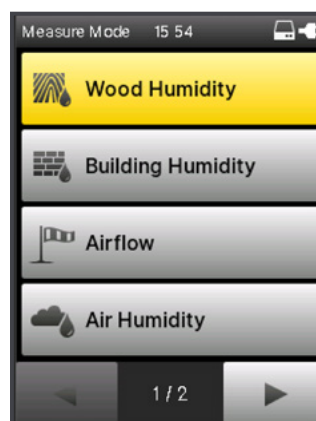 Measure Mode 15 54
Wood Humidity
Building Humidity
Airflow
Air Humidity
1 / 2